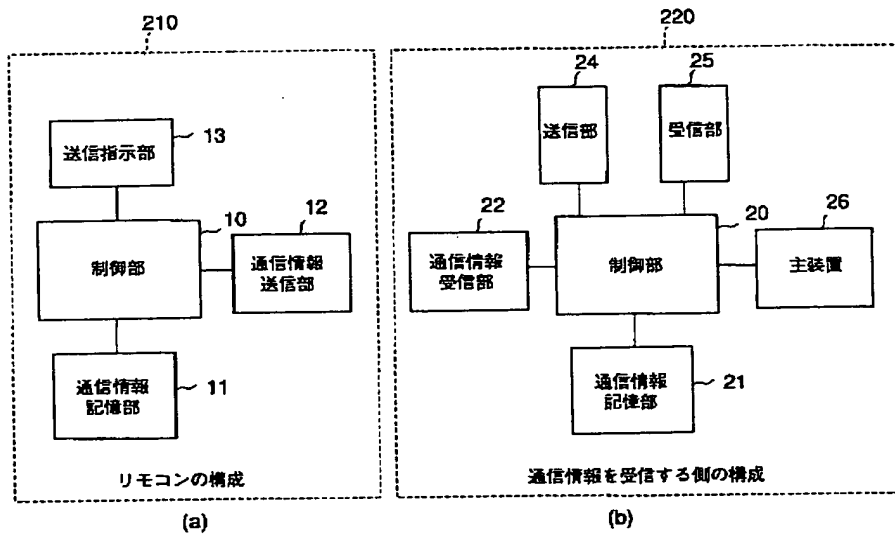 210
送信指示部
13
制御部
10
通信情報
送信部
12
通信情報
記憶部
11
リモコンの構成
(a)
220
24
送信部
25
受信部
22
通信情報
受信部
制御部
20
26
主装置
通信情報
記憶部
21
通信情報を受信する側の構成
(b)